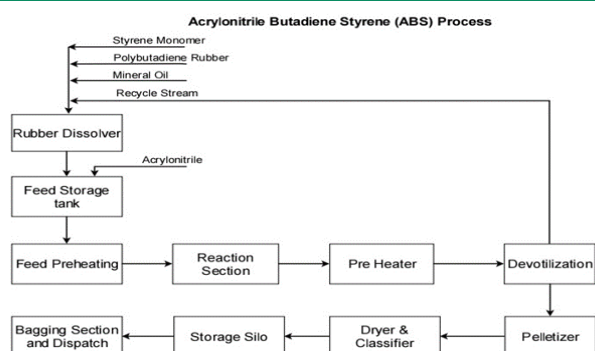 Acrylonitrile Butadiene Styrene (ABS) Process
Styrene Monomer
Polybutadiene Rubber
Mineral Oil
Recycle Stream
Rubber Dissolver
Acrylonitrile
Feed Storage
tank
Feed Preheating
Reaction
Section
Pre Heater
Devotilization
Bagging Section
and Dispatch
Storage Silo
Dryer &
Classifier
Pelletizer